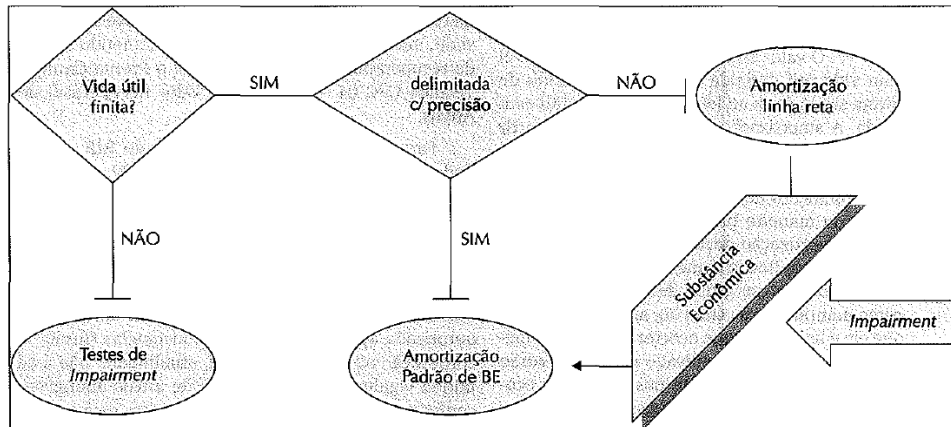 Vida útil
finita?
SIM
delimitada
c/ precisão
NÃO
Amortização
linha reta
NÃO
SIM
Substância
Econômica
Impairment
Testes de
Impairment
Amortização
Padrão de BE